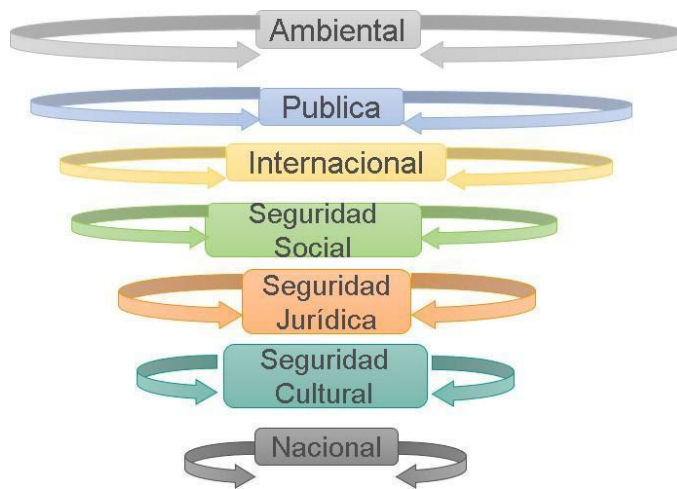 Ambiental
Publica
Internacional
Seguridad
Social
Seguridad
Jurídica
Seguridad
Cultural
Nacional